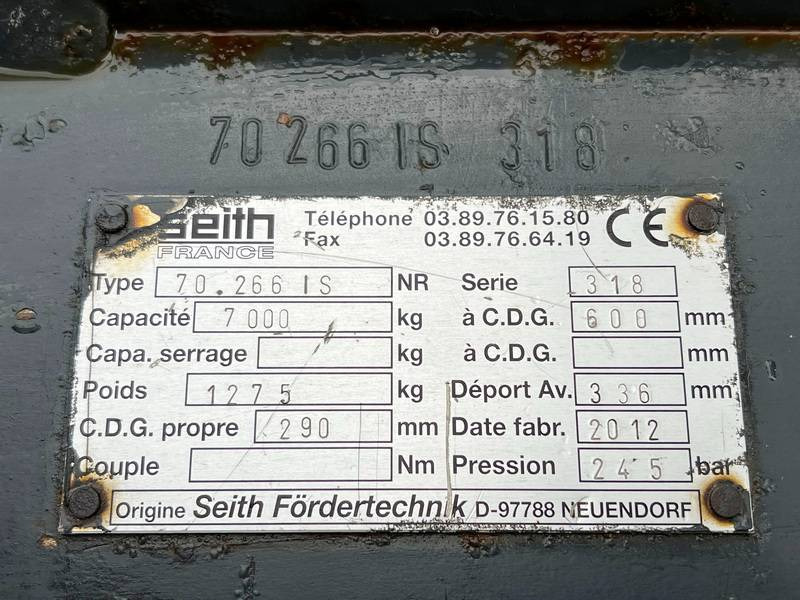 70 266 IS 318
seith
FRANCE
Téléphone 03.89.76.15.80
Fax 03.89.76.64.19
CE
Type 70.266 IS NR Serie 318
Capacité 7000 kg à C.D.G. 600 mm
Capa. serrage kg à C.D.G. mm
Poids 1275 kg Déport Av. 336 mm
C.D.G. propre 290 mm Date fabr. 2012
Couple Nm Pression 245 bar
Origine Seith Fördertechnik D-97788 NEUENDORF